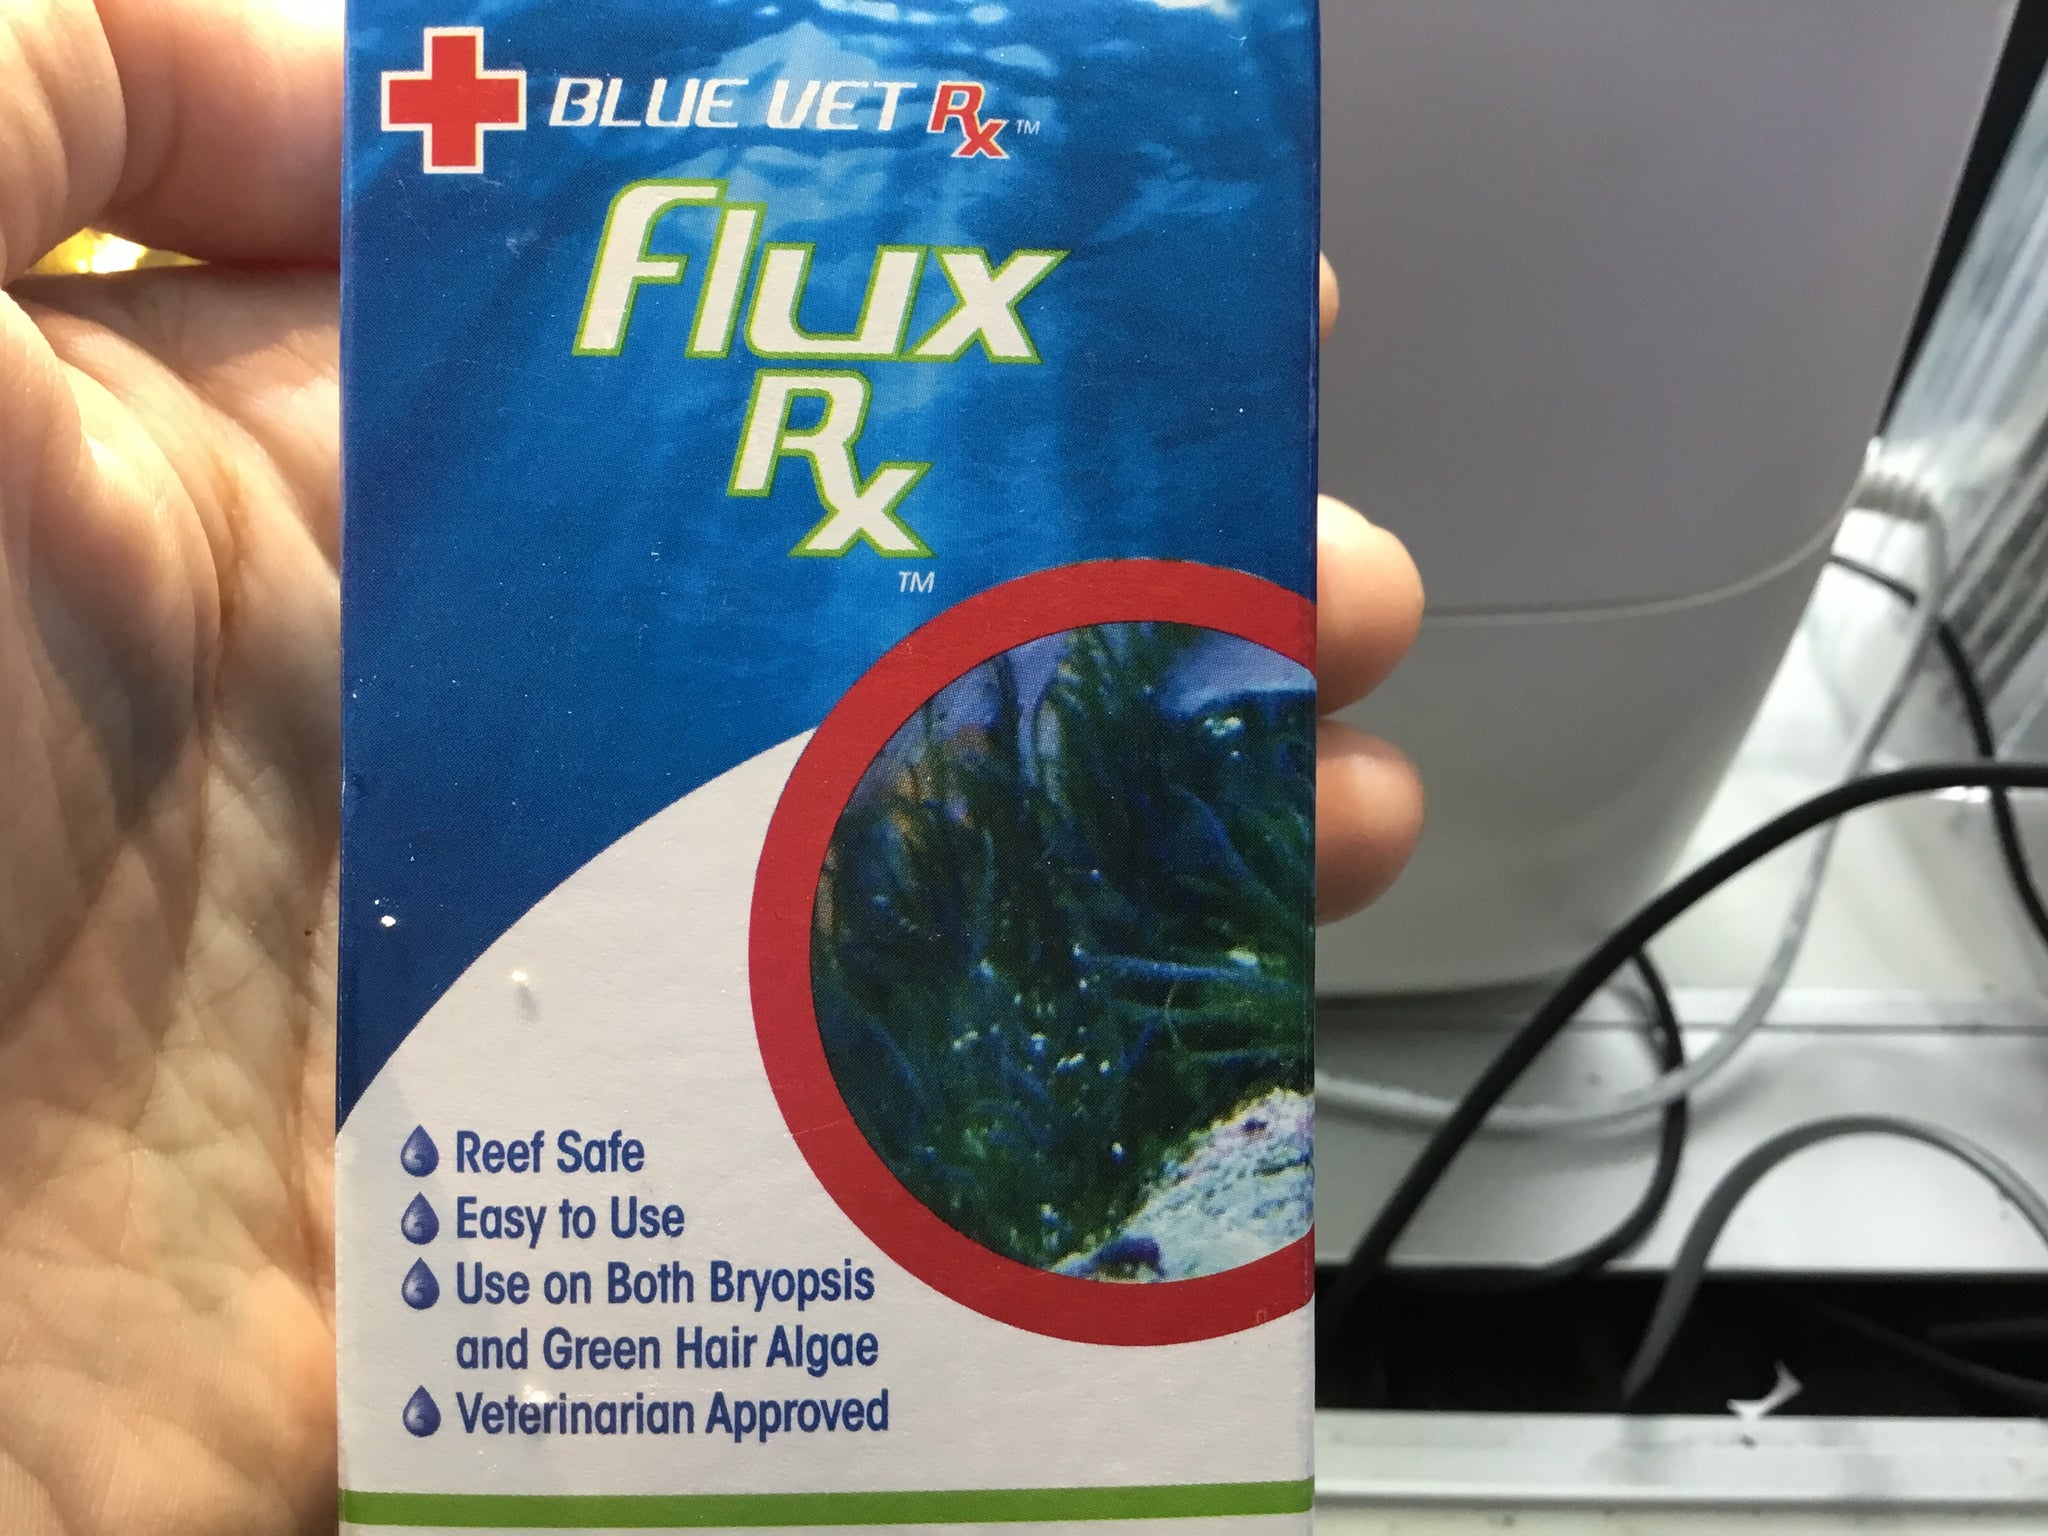 BLUE VET Rx™
Flux
Rx
™
Reef Safe
Easy to Use
Use on Both Bryopsis
and Green Hair Algae
Veterinarian Approved